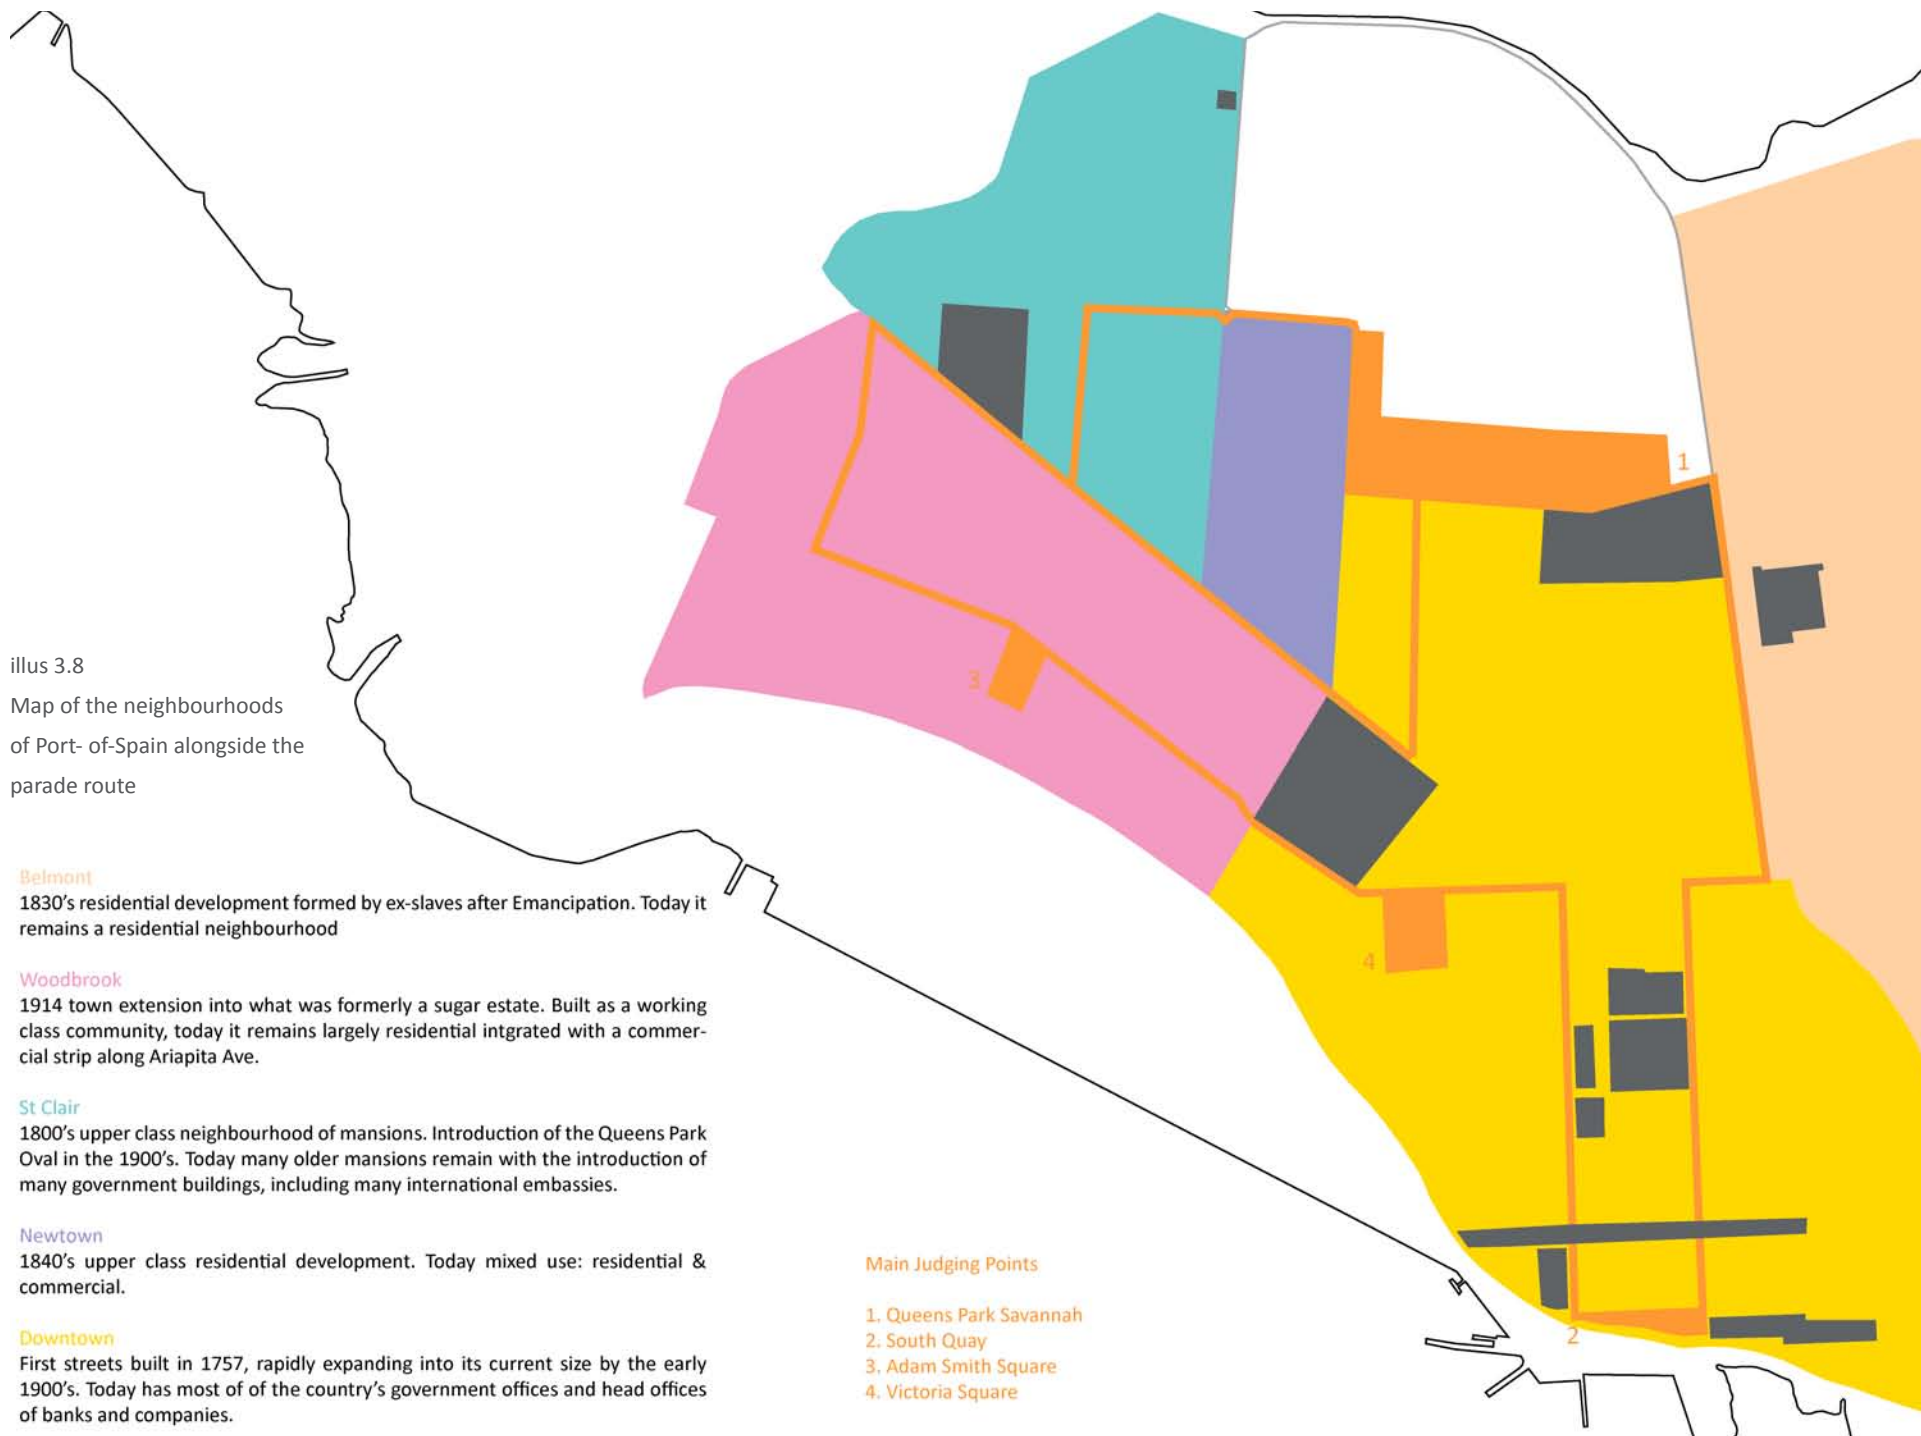 illus 3.8
Map of the neighbourhoods
of Port- of-Spain alongside the
parade route
Belmont
1830's residential development formed by ex-slaves after Emancipation. Today it
remains a residential neighbourhood
Woodbrook
1914 town extension into what was formerly a sugar estate. Built as a working
class community, today it remains largely residential intgrated with a commer-
cial strip along Ariapita Ave.
St Clair
1800's upper class neighbourhood of mansions. Introduction of the Queens Park
Oval in the 1900's. Today many older mansions remain with the introduction of
many government buildings, including many international embassies.
Newtown
1840's upper class residential development. Today mixed use: residential &
commercial.
Downtown
First streets built in 1757, rapidly expanding into its current size by the early
1900's. Today has most of of the country's government offices and head offices
of banks and companies.
Main Judging Points
1. Queens Park Savannah
2. South Quay
3. Adam Smith Square
4. Victoria Square
1
3
4
2